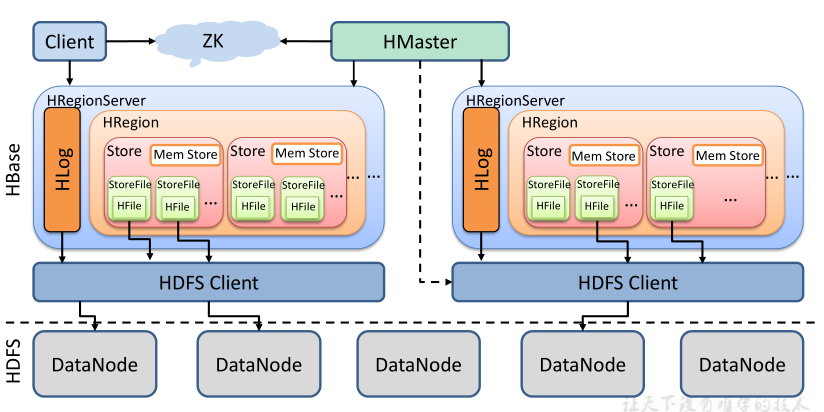 Client
ZK
HMaster
HBase
HRegionServer
HLog
HRegion
Store
Mem Store
StoreFile
HFile
StoreFile
HFile
...
Store
Mem Store
StoreFile
HFile
StoreFile
HFile
...
...
...
HRegionServer
HLog
HRegion
Store
Mem Store
StoreFile
HFile
StoreFile
HFile
...
Store
Mem Store
StoreFile
HFile
...
...
...
HDFS Client
HDFS Client
HDFS
DataNode
DataNode
DataNode
DataNode
DataNode
让天下没有难学的技术